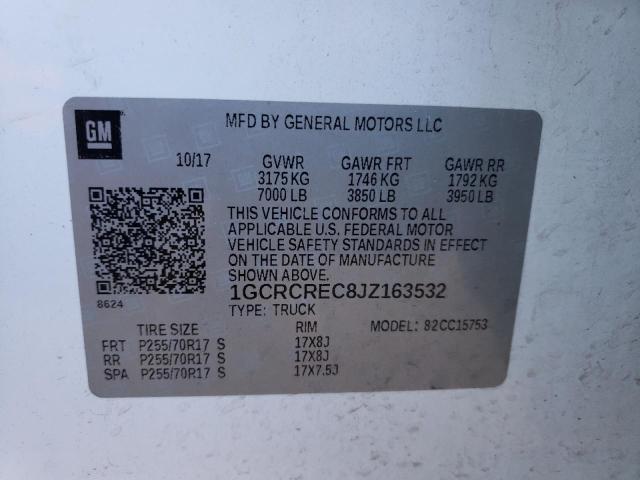 GM
MFD BY GENERAL MOTORS LLC
10/17 GVWR GAWR FRT GAWR RR
3175 KG 1746 KG 1792 KG
7000 LB 3850 LB 3950 LB
THIS VEHICLE CONFORMS TO ALL
APPLICABLE U.S. FEDERAL MOTOR
VEHICLE SAFETY STANDARDS IN EFFECT
ON THE DATE OF MANUFACTURE
SHOWN ABOVE.
8624
1GCRCREC8JZ163532
TYPE: TRUCK MODEL: 82CC15753
TIRE SIZE RIM
FRT P255/70R17 S 17X8J
RR P255/70R17 S 17X8J
SPA P255/70R17 S 17X7.5J